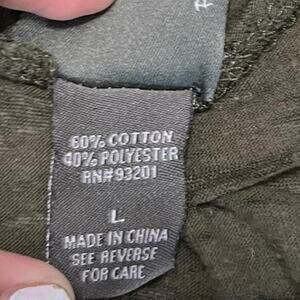 60% COTTON
40% POLYESTER
RN#93201
L
MADE IN CHINA
SEE REVERSE
FOR CARE